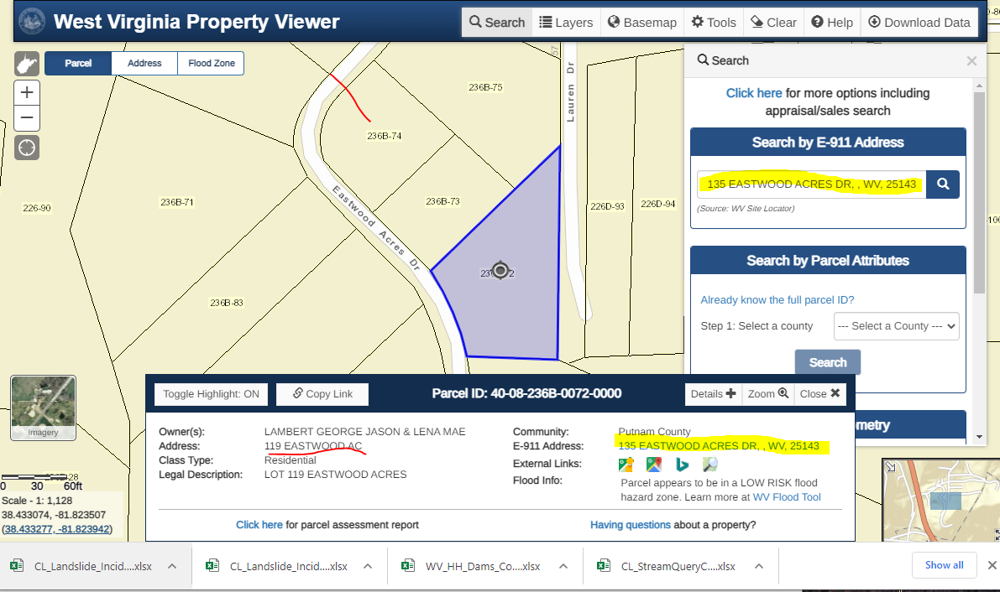 West Virginia Property Viewer
Search Layers Basemap Tools Clear Help Download Data
Parcel Address Flood Zone
+
−
236B-75
236B-74
236B-73
236B-71
226-90
236B-83
226D-93
226D-94
57
Lauren Dr
Eastwood Acres Dr
Search ×
Click here for more options including
appraisal/sales search
Search by E-911 Address
135 EASTWOOD ACRES DR, , WV, 25143
(Source: WV Site Locator)
Search by Parcel Attributes
Already know the full parcel ID?
Step 1: Select a county --- Select a County ---
Search
ometry
Imagery
0 30 60ft
Scale - 1: 1,128
38.433074, -81.823507
(38.433277, -81.823942)
Toggle Highlight: ON Copy Link Parcel ID: 40-08-236B-0072-0000 Details Zoom Close
Owner(s): LAMBERT GEORGE JASON & LENA MAE
Address: 119 EASTWOOD AC
Class Type: Residential
Legal Description: LOT 119 EASTWOOD ACRES
Community: Putnam County
E-911 Address: 135 EASTWOOD ACRES DR, , WV, 25143
External Links:
Flood Info: Parcel appears to be in a LOW RISK flood
hazard zone. Learn more at WV Flood Tool
Click here for parcel assessment report
Having questions about a property?
CL_Landslide_Incid....xlsx CL_Landslide_Incid....xlsx WV_HH_Dams_Co....xlsx CL_StreamQueryC....xlsx Show all